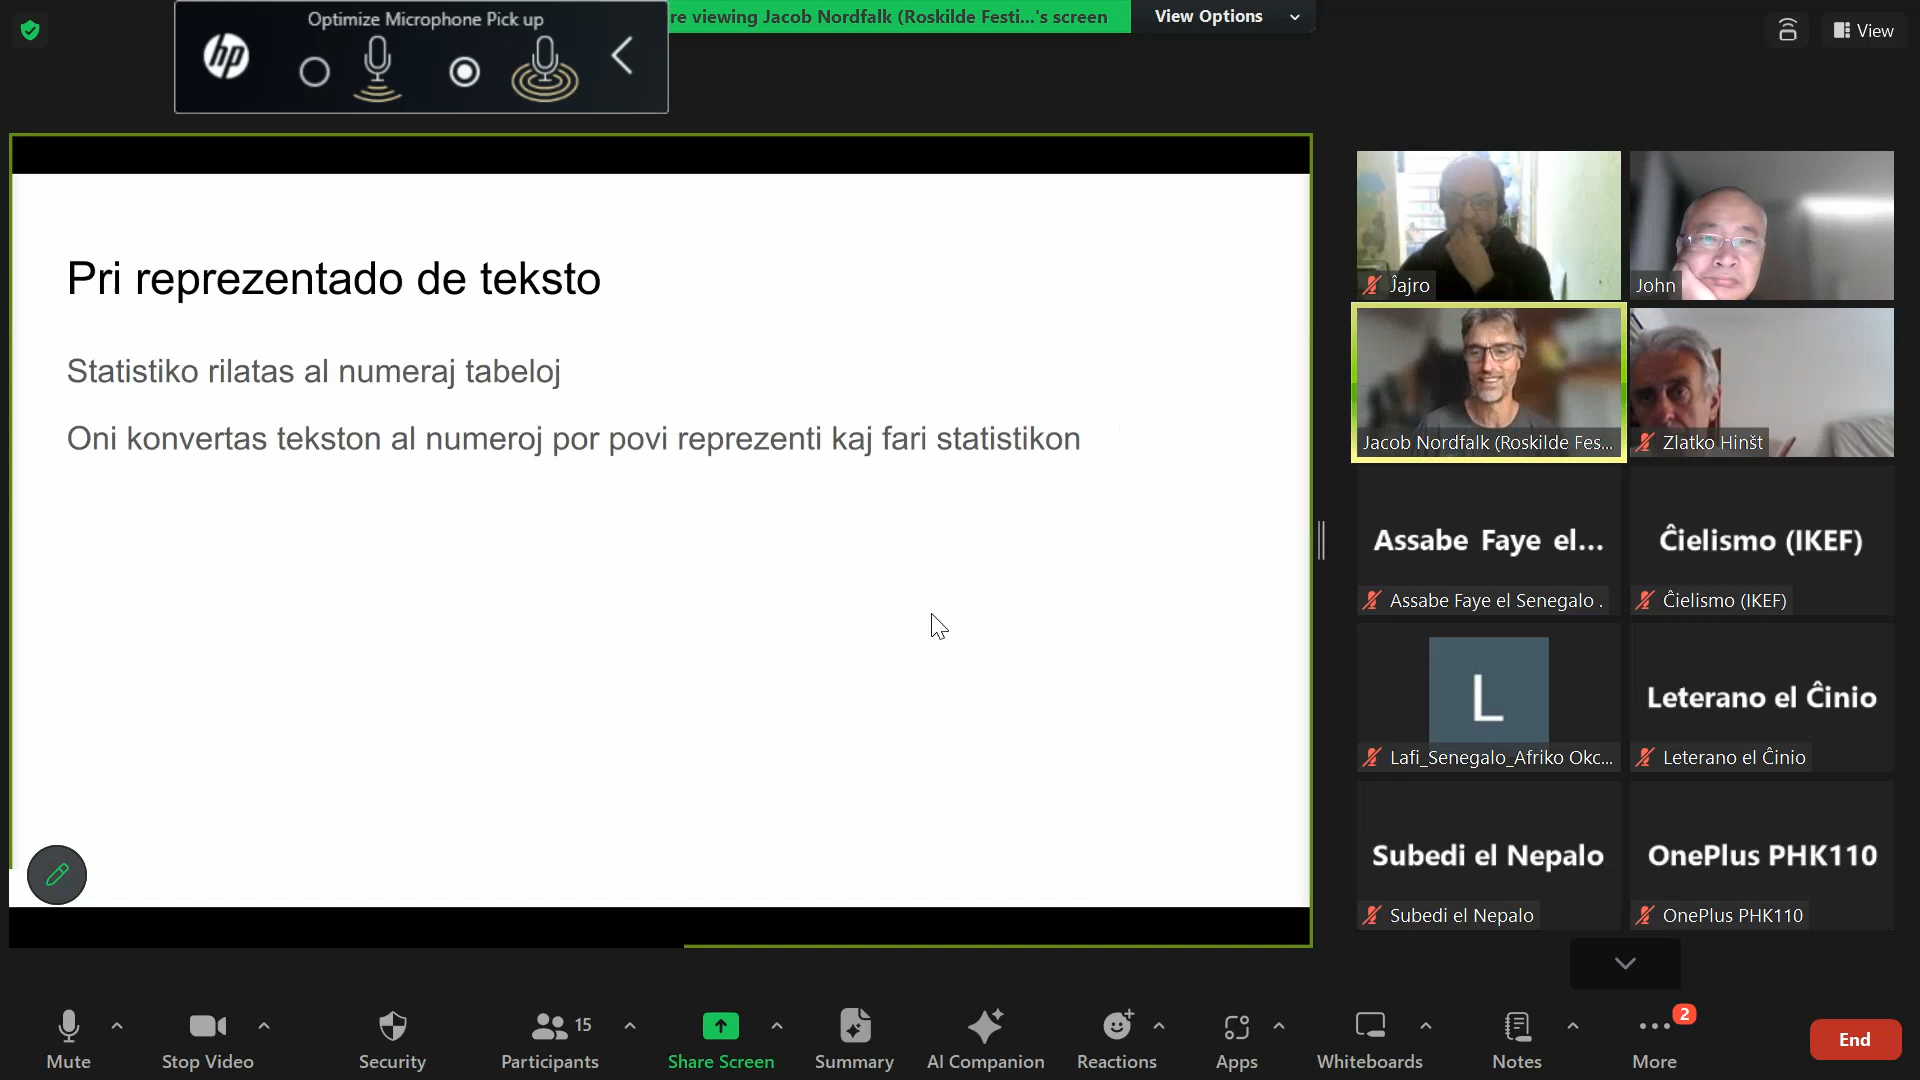 Optimize Microphone Pick up
hp
re viewing Jacob Nordfalk (Roskilde Festi...'s screen
View Options
View
Pri reprezentado de teksto
Statistiko rilatas al numeraj tabeloj
Oni konvertas tekston al numeroj por povi reprezenti kaj fari statistikon
Ĵajro
John
Jacob Nordfalk (Roskilde Fes...
Zlatko Hinšt
Assabe Faye el...
Assabe Faye el Senegalo .
Ĉielismo (IKEF)
Ĉielismo (IKEF)
L
Lafi_Senegalo_Afriko Okc...
Leterano el Ĉinio
Leterano el Ĉinio
Subedi el Nepalo
Subedi el Nepalo
OnePlus PHK110
OnePlus PHK110
Mute
Stop Video
Security
15
Participants
Share Screen
Summary
AI Companion
Reactions
Apps
Whiteboards
Notes
2
More
End